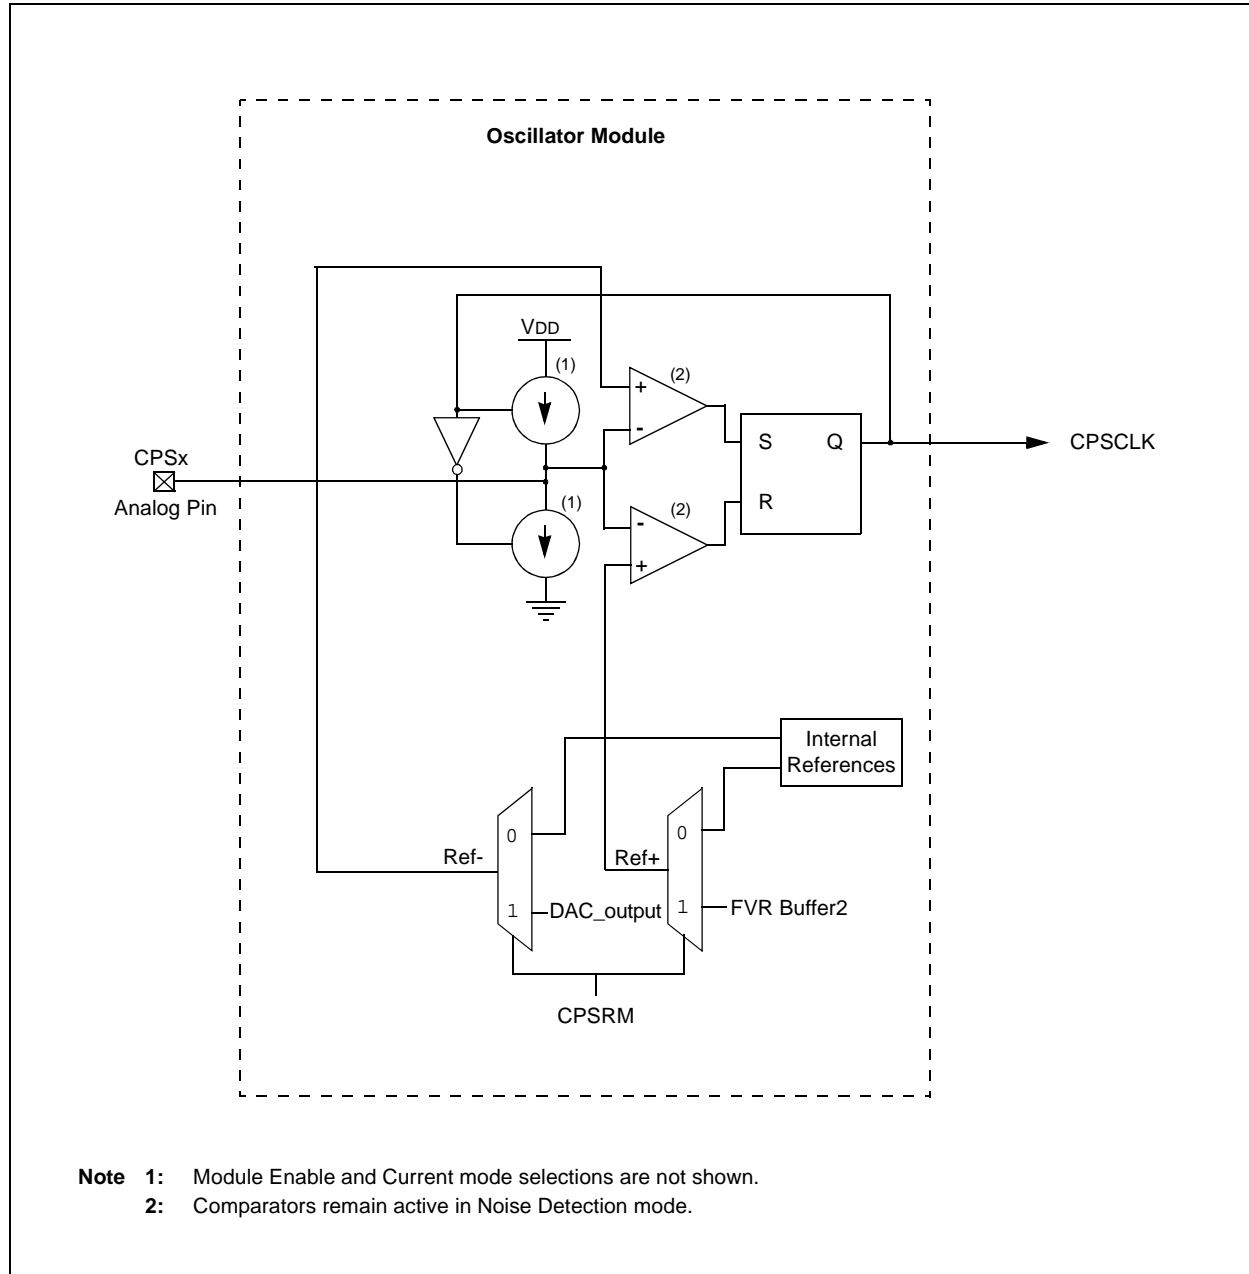 Oscillator Module
VDD
(1)
(2)
+
-
S Q
CPSCLK
CPSx
Analog Pin
(1)
R
(2)
-
+
Internal
References
0
0
Ref-
Ref+
1
DAC_output
1
FVR Buffer2
CPSRM
Note 1: Module Enable and Current mode selections are not shown.
2: Comparators remain active in Noise Detection mode.